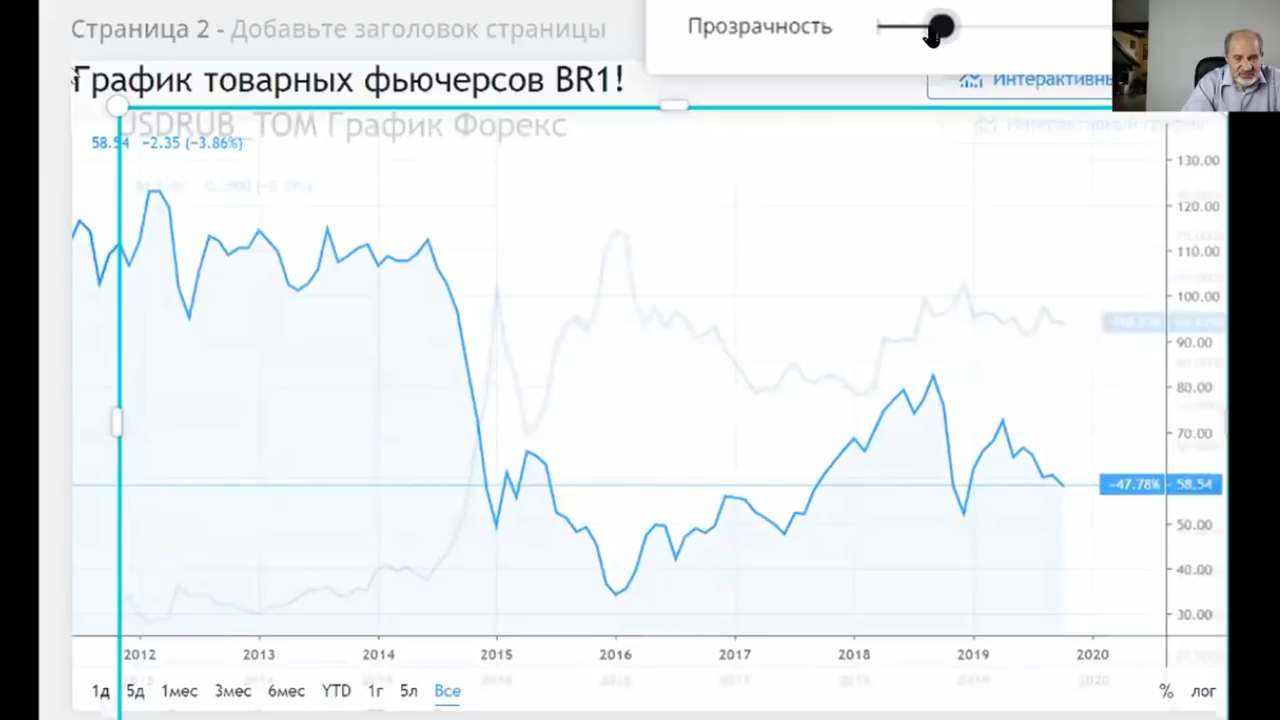 Страница 2 - Добавьте заголовок страницы
Прозрачность
График товарных фьючерсов BR1!
Интерактивны
USDRUB_TOM График Форекс
Интерактивный график
58.54 −2.35 (−3.86%)
130.00
120.00
110.00
100.00
90.00
80.00
70.00
−47.78% 58.54
50.00
40.00
30.00
2012 2013 2014 2015 2016 2017 2018 2019 2020
1д 5д 1мес 3мес 6мес YTD 1г 5л Все % лог